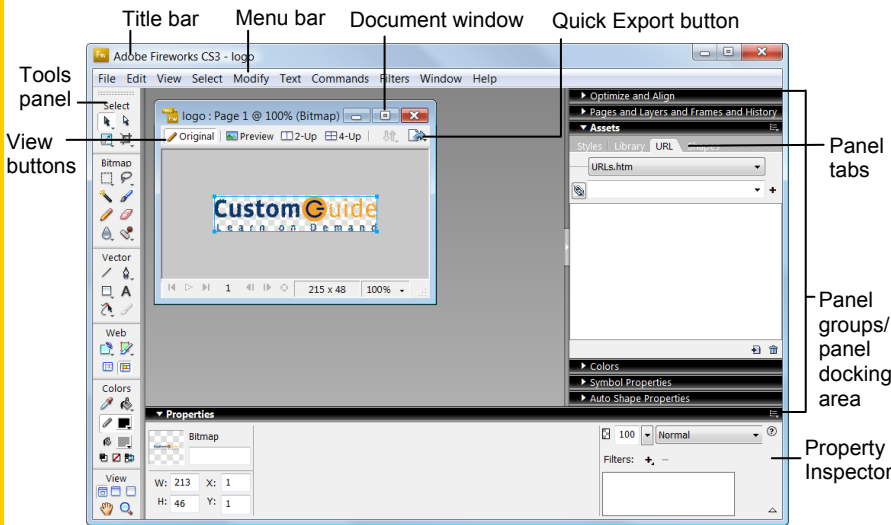 Title bar
Menu bar
Document window
Quick Export button
Fw Adobe Fireworks CS3 - logo
File Edit View Select Modify Text Commands Filters Window Help
Tools panel
View buttons
Select
Bitmap
Vector
A
Web
Colors
View
logo : Page 1 @ 100% (Bitmap)
Original Preview 2-Up 4-Up
CustomGuide
Learn on Demand
1 215 x 48 100%
Optimize and Align
Pages and Layers and Frames and History
Assets
Styles Library URL Shapes
URLs.htm
Colors
Symbol Properties
Auto Shape Properties
Panel tabs
Panel groups/ panel docking area
Properties
Bitmap
W: 213 X: 1
H: 46 Y: 1
100 Normal
?
Filters:
Property Inspector